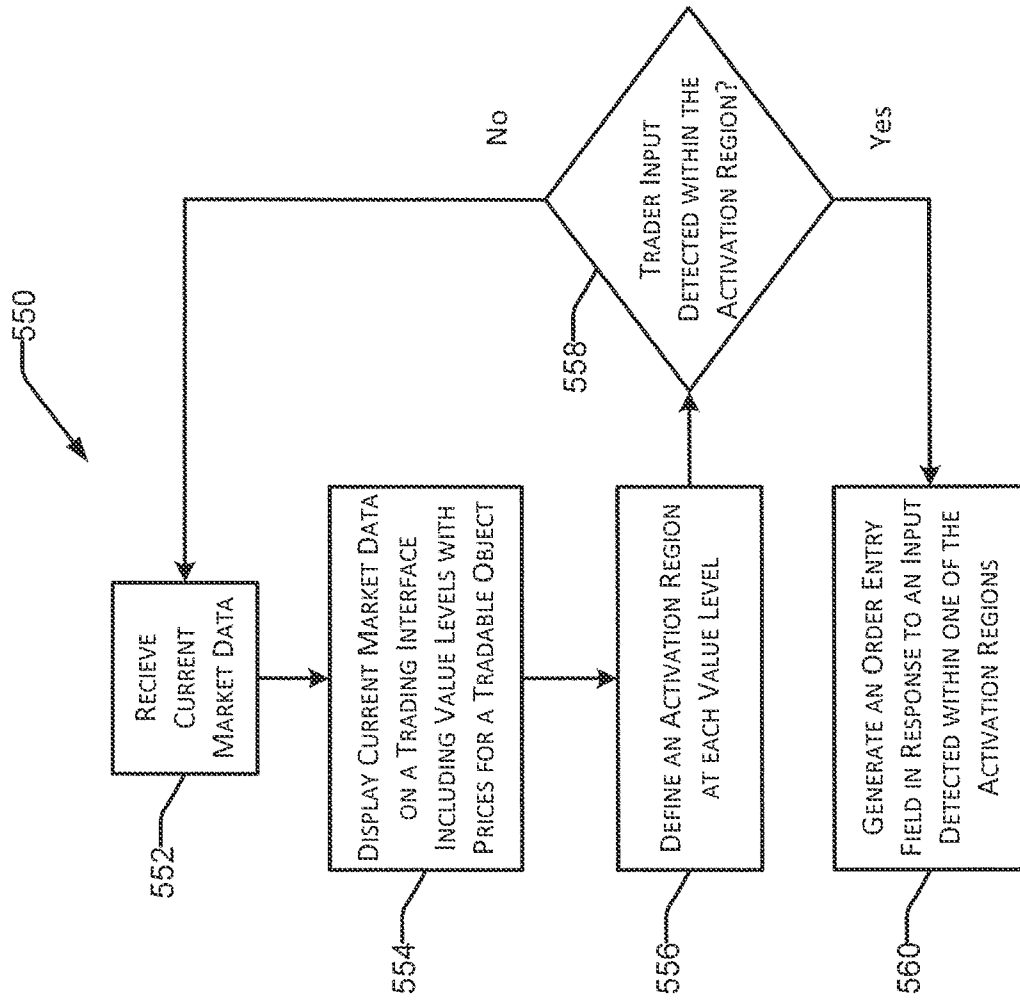 550
RECIEVE
CURRENT
MARKET DATA
552
DISPLAY CURRENT MARKET DATA
ON A TRADING INTERFACE
INCLUDING VALUE LEVELS WITH
PRICES FOR A TRADABLE OBJECT
554
DEFINE AN ACTIVATION REGION
AT EACH VALUE LEVEL
556
TRADER INPUT
DETECTED WITHIN THE
ACTIVATION REGION?
558
No
Yes
GENERATE AN ORDER ENTRY
FIELD IN RESPONSE TO AN INPUT
DETECTED WITHIN ONE OF THE
ACTIVATION REGIONS
560